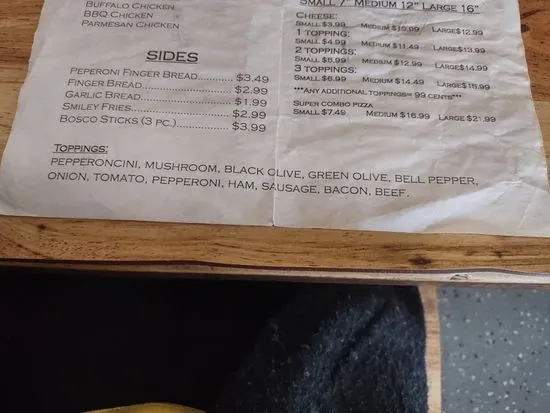 Buffalo Chicken
BBQ Chicken
Parmesan Chicken
SIDES
Peperoni Finger Bread............ $3.49
Finger Bread.......................... $2.99
Garlic Bread.......................... $1.99
Smiley Fries........................... $2.99
Bosco Sticks (3 pc.)................ $3.99
Small 7" Medium 12" Large 16"
Cheese:
Small $3.99 Medium $10.99 Large $12.99
1 Topping:
Small $4.99 Medium $11.49 Large $13.99
2 Toppings:
Small $5.99 Medium $12.99 Large $14.99
3 Toppings:
Small $6.99 Medium $14.49 Large $15.99
***Any additional toppings= 99 cents***
Super Combo Pizza
Small $7.49 Medium $16.99 Large $21.99
Toppings:
Pepperoncini, Mushroom, Black Olive, Green Olive, Bell Pepper,
Onion, Tomato, Pepperoni, Ham, Sausage, Bacon, Beef.